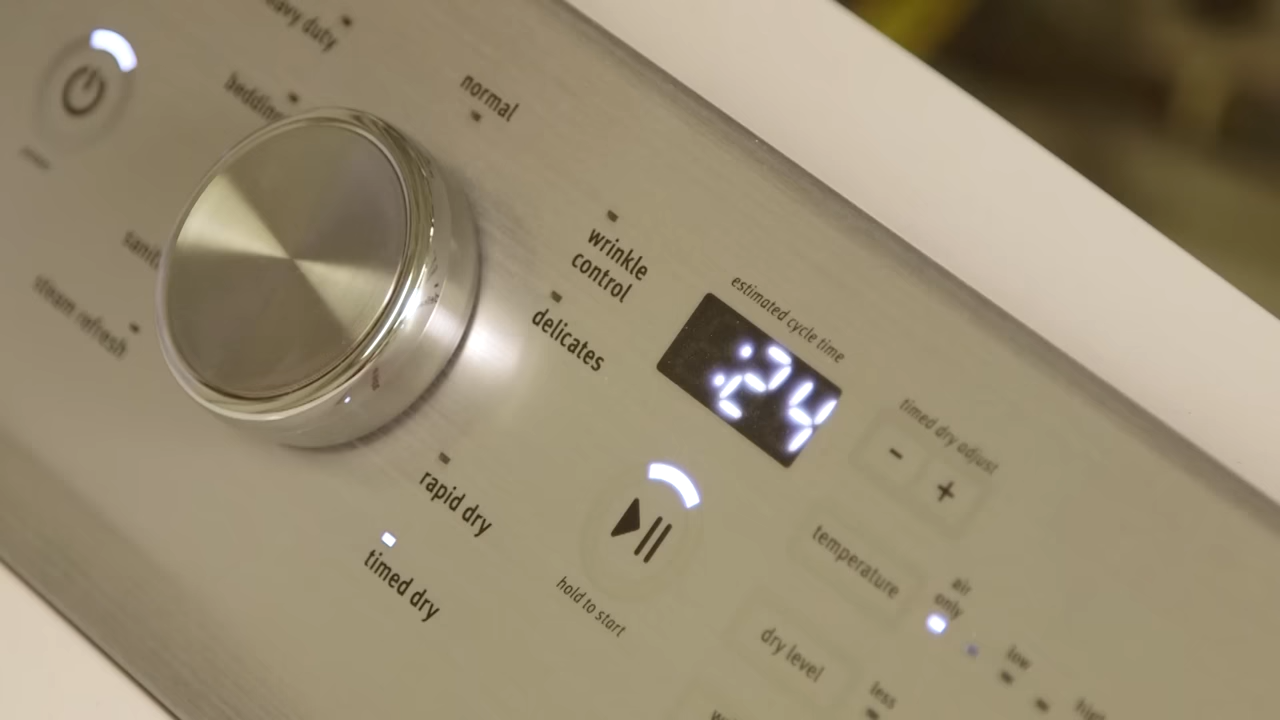 heavy duty
normal
bedding
wrinkle
control
delicates
steam refresh
estimated cycle time
:24
timed dry adjust
-
+
rapid dry
timed dry
hold to start
temperature
air
only
low
dry level
less